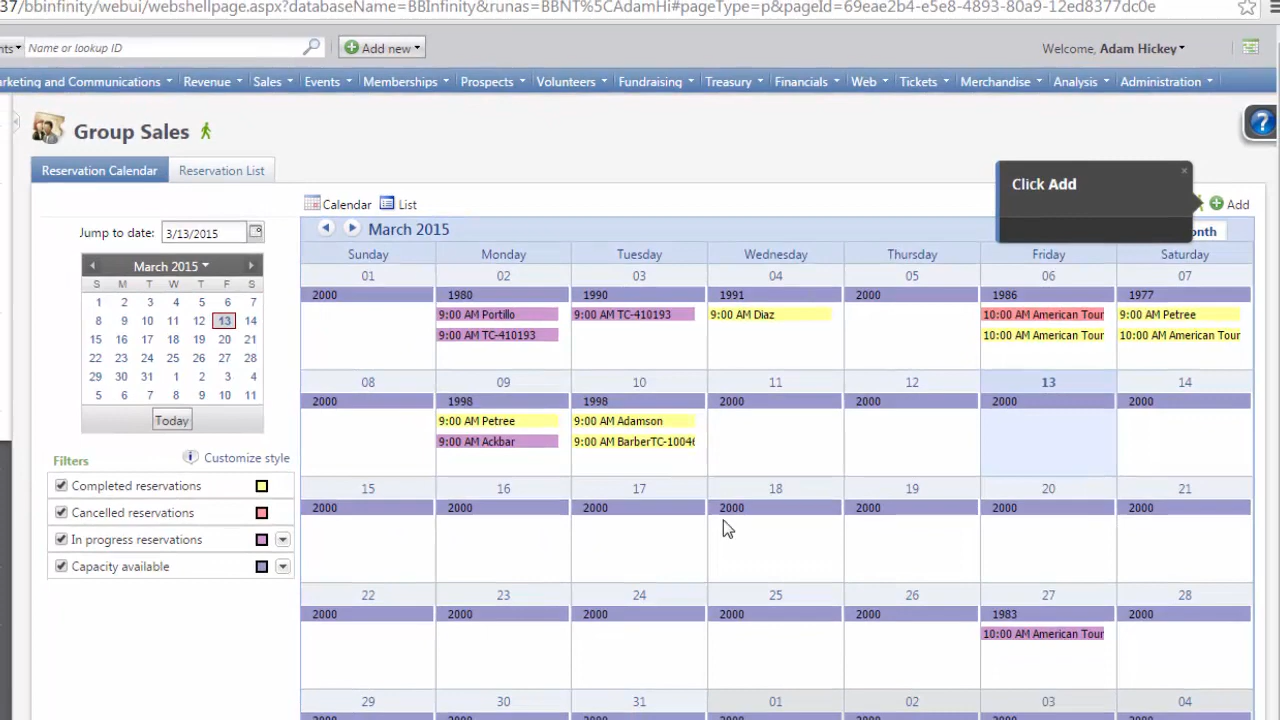 37/bbinfinity/webui/webshellpage.aspx?databaseName=BBInfinity&runas=BBNT%5CAdamHi#pageType=p&pageId=69eae2b4-e5e8-4893-80a9-12ed8377dc0e
nts Name or lookup ID Add new Welcome, Adam Hickey
arketing and Communications Revenue Sales Events Memberships Prospects Volunteers Fundraising Treasury Financials Web Tickets Merchandise Analysis Administration
Group Sales
?
Reservation Calendar Reservation List
Click Add
×
Calendar List Add
Jump to date: 3/13/2015
March 2015 onth
Sunday Monday Tuesday Wednesday Thursday Friday Saturday
March 2015
S M T W T F S
1 2 3 4 5 6 7
8 9 10 11 12 13 14
15 16 17 18 19 20 21
22 23 24 25 26 27 28
29 30 31 1 2 3 4
5 6 7 8 9 10 11
Today
Filters Customize style
Completed reservations
Cancelled reservations
In progress reservations
Capacity available
01 02 03 04 05 06 07
2000 1980 1990 1991 2000 1986 1977
9:00 AM Portillo 9:00 AM TC-410193 9:00 AM Diaz 10:00 AM American Tour 9:00 AM Petree
9:00 AM TC-410193 10:00 AM American Tour 10:00 AM American Tour
08 09 10 11 12 13 14
2000 1998 1998 2000 2000 2000 2000
9:00 AM Petree 9:00 AM Adamson
9:00 AM Ackbar 9:00 AM BarberTC-10046
15 16 17 18 19 20 21
2000 2000 2000 2000 2000 2000 2000
22 23 24 25 26 27 28
2000 2000 2000 2000 2000 1983 2000
10:00 AM American Tour
29 30 31 01 02 03 04